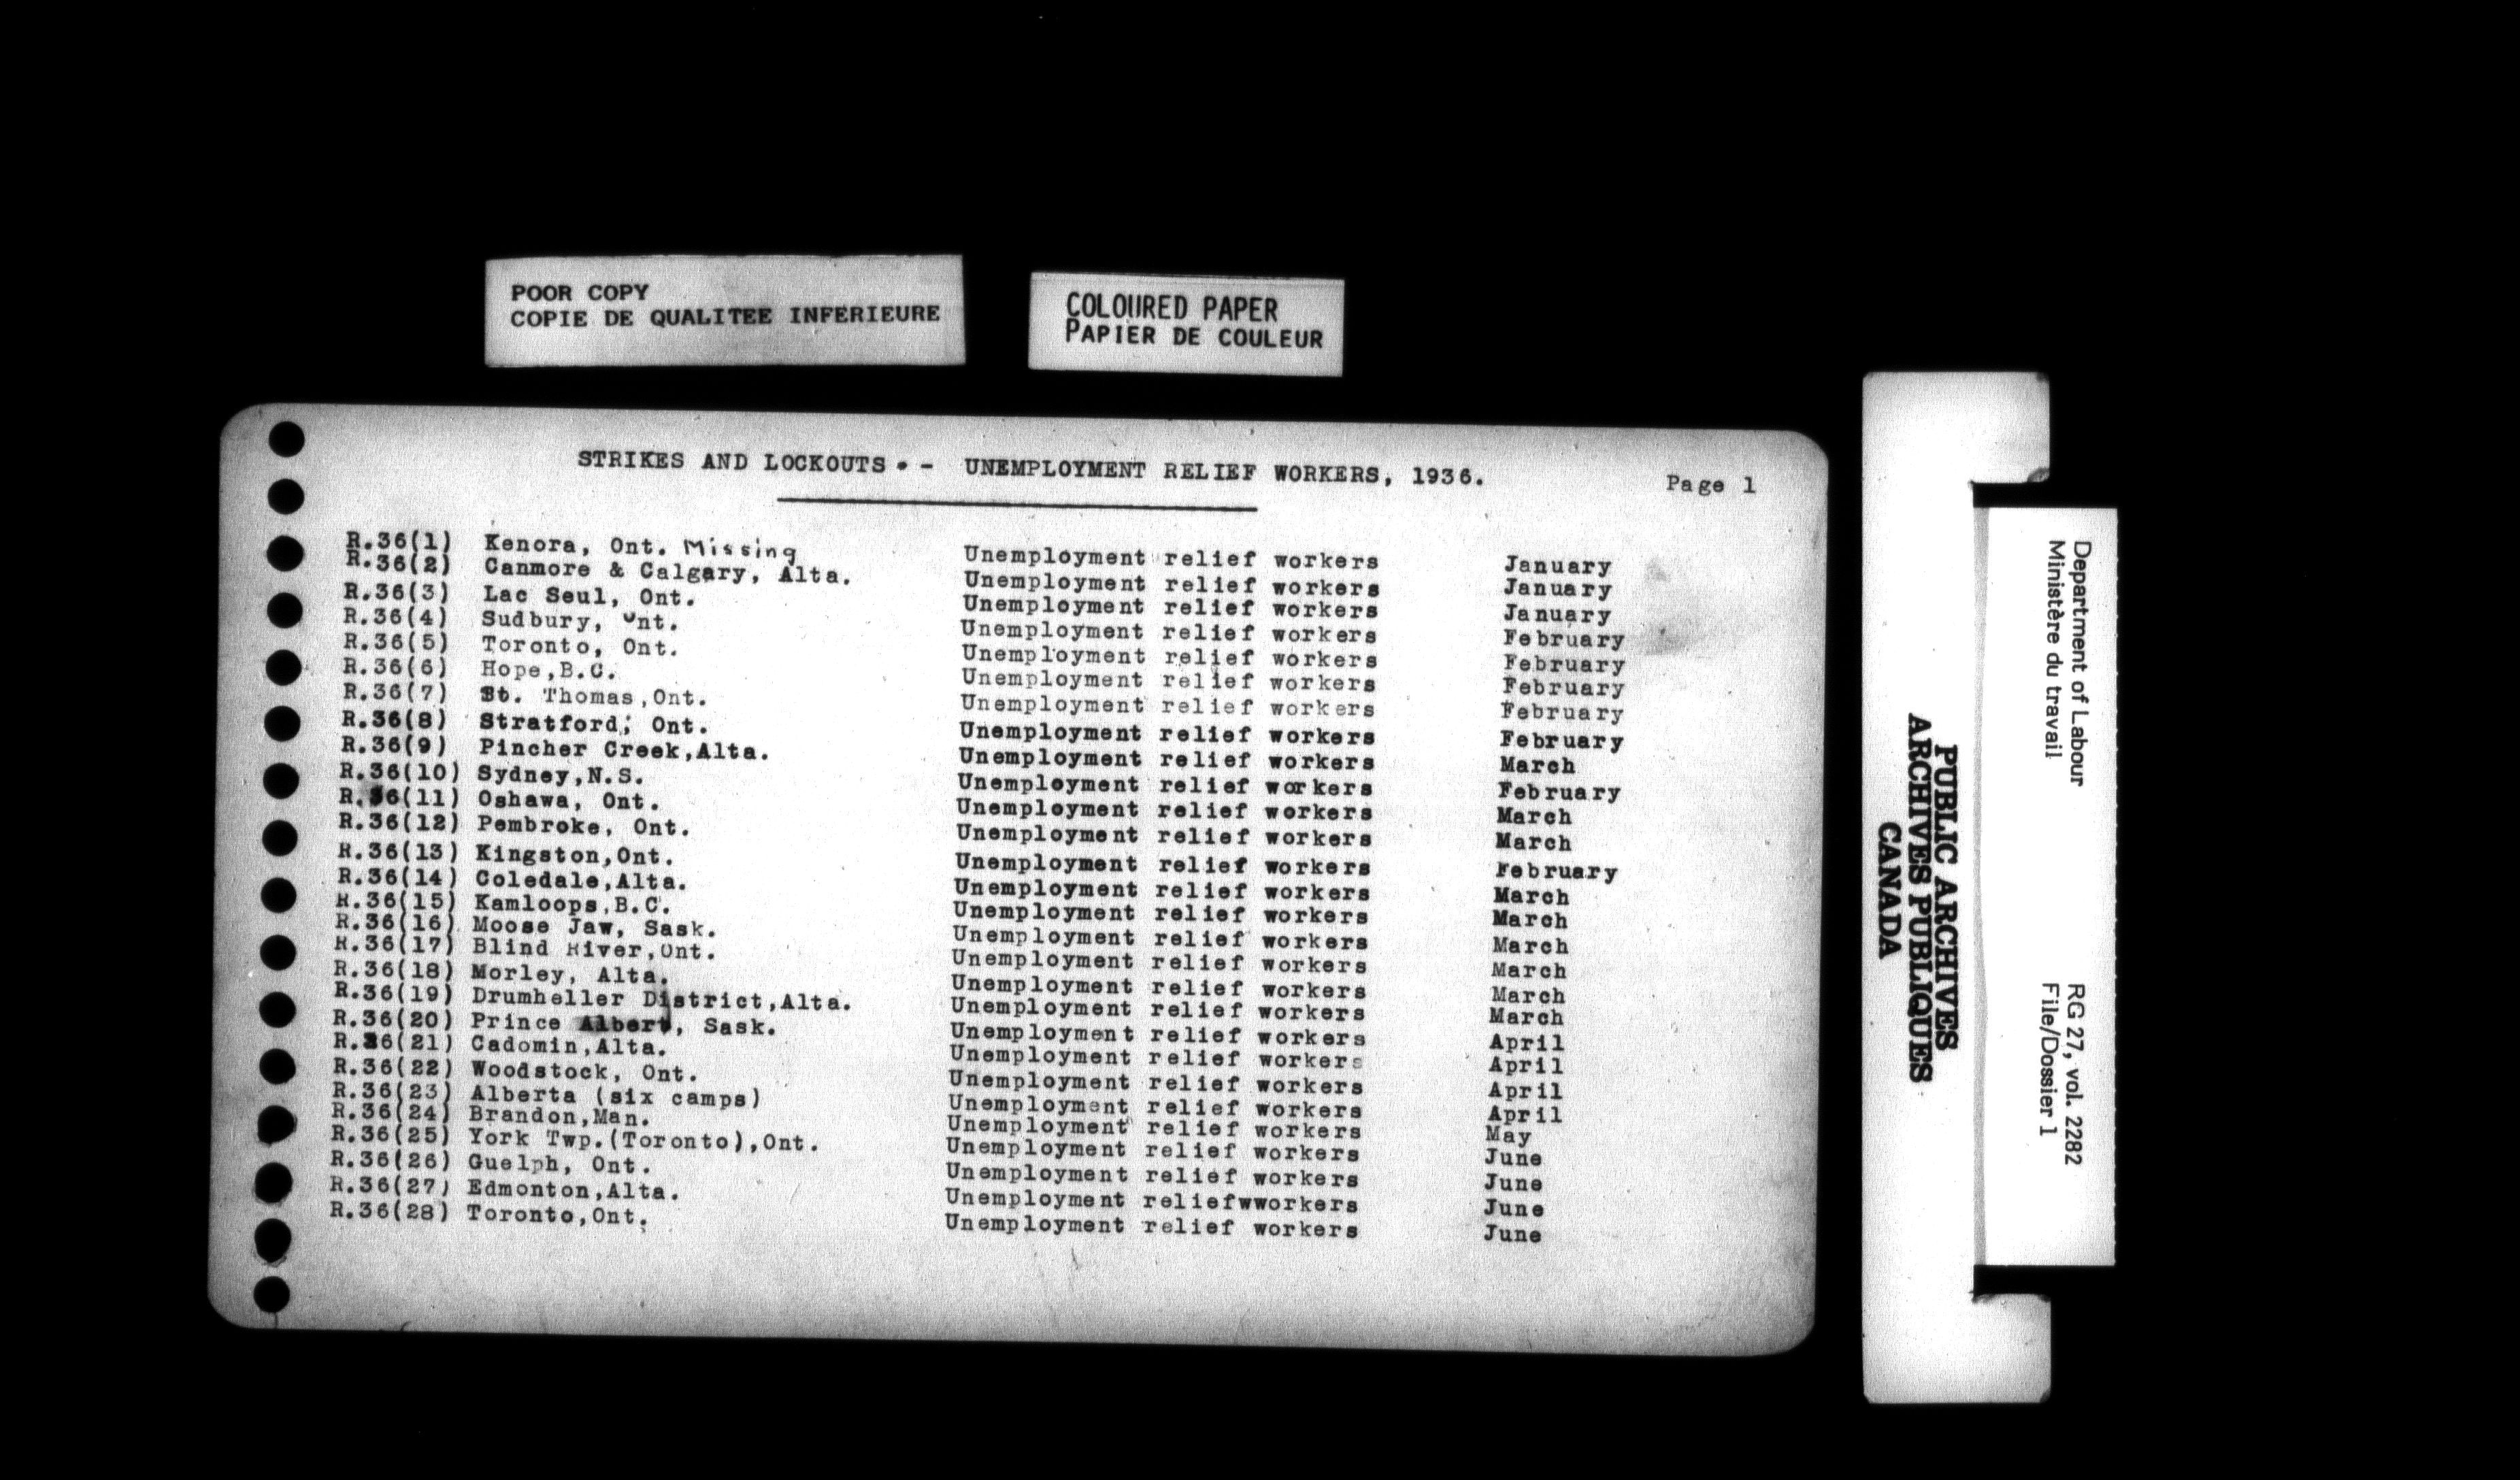 POOR COPY
COPIE DE QUALITEE INFERIEURE
COLOURED PAPER
PAPIER DE COULEUR
STRIKES AND LOCKOUTS.- UNEMPLOYMENT RELIEF WORKERS, 1936.
Page 1
R.36(1) Kenora, Ont. Missing Unemployment relief workers January
R.36(2) Canmore & Calgary, Alta. Unemployment relief workers January
R.36(3) Lac Seul, Ont. Unemployment relief workers January
R.36(4) Sudbury, Ont. Unemployment relief workers February
R.36(5) Toronto, Ont. Unemployment relief workers February
R.36(6) Hope,B.C. Unemployment relief workers February
R.36(7) St. Thomas,Ont. Unemployment relief workers February
R.36(8) Stratford, Ont. Unemployment relief workers February
R.36(9) Pincher Creek,Alta. Unemployment relief workers March
R.36(10) Sydney,N.S. Unemployment relief workers February
R.36(11) Oshawa, Ont. Unemployment relief workers March
R.36(12) Pembroke, Ont. Unemployment relief workers March
R.36(13) Kingston,Ont. Unemployment relief workers February
R.36(14) Coledale,Alta. Unemployment relief workers March
R.36(15) Kamloops,B.C. Unemployment relief workers March
R.36(16) Moose Jaw, Sask. Unemployment relief workers March
R.36(17) Blind River,Ont. Unemployment relief workers March
R.36(18) Morley, Alta. Unemployment relief workers March
R.36(19) Drumheller District,Alta. Unemployment relief workers March
R.36(20) Prince Albert, Sask. Unemployment relief workers April
R.36(21) Cadomin,Alta. Unemployment relief workers April
R.36(22) Woodstock, Ont. Unemployment relief workers April
R.36(23) Alberta (six camps) Unemployment relief workers April
R.36(24) Brandon,Man. Unemployment relief workers May
R.36(25) York Twp.(Toronto),Ont. Unemployment relief workers June
R.36(26) Guelph, Ont. Unemployment relief workers June
R.36(27) Edmonton,Alta. Unemployment reliefwworkers June
R.36(28) Toronto,Ont. Unemployment relief workers June
PUBLIC ARCHIVES
ARCHIVES PUBLIQUES
CANADA
Department of Labour
Ministère du travail
RG 27, vol. 2282
File/Dossier 1